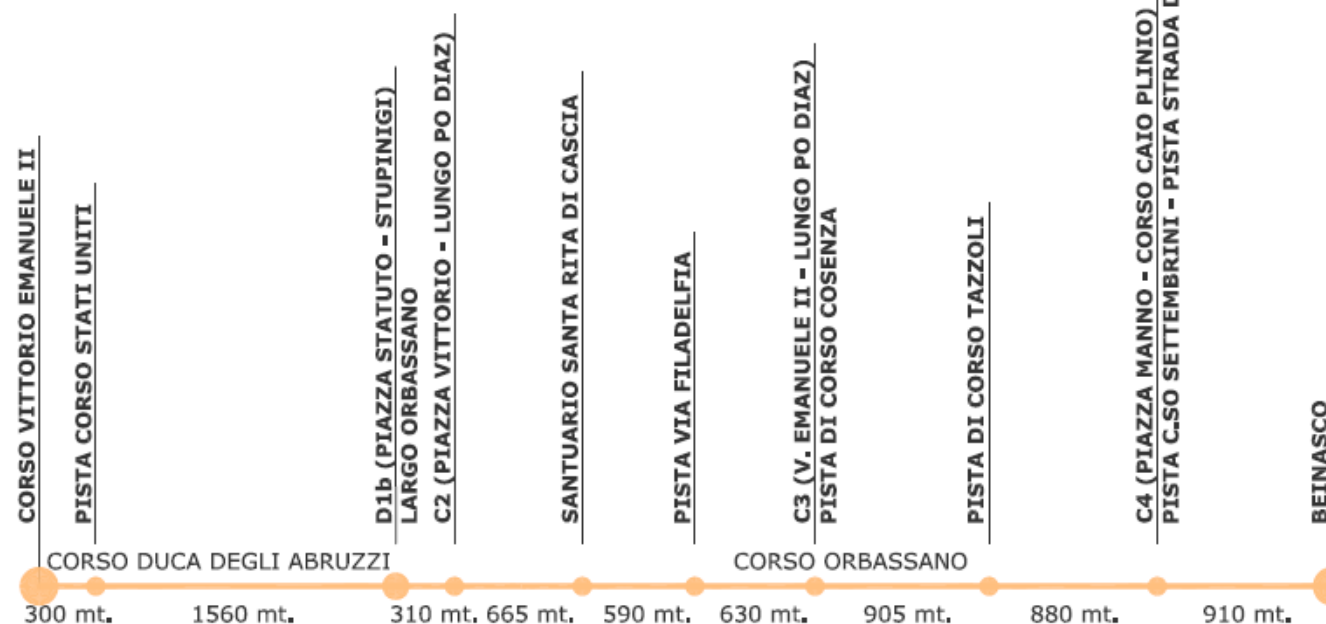 CORSO VITTORIO EMANUELE II
PISTA CORSO STATI UNITI
D1b (PIAZZA STATUTO - STUPINIGI)
LARGO ORBASSANO
C2 (PIAZZA VITTORIO - LUNGO PO DIAZ)
SANTUARIO SANTA RITA DI CASCIA
PISTA VIA FILADELFIA
C3 (V. EMANUELE II - LUNGO PO DIAZ)
PISTA DI CORSO COSENZA
PISTA DI CORSO TAZZOLI
C4 (PIAZZA MANNO - CORSO CAIO PLINIO)
PISTA C.SO SETTEMBRINI - PISTA STRADA
BEINASCO
CORSO DUCA DEGLI ABRUZZI
CORSO ORBASSANO
300 mt. 1560 mt. 310 mt. 665 mt. 590 mt. 630 mt. 905 mt. 880 mt. 910 mt.